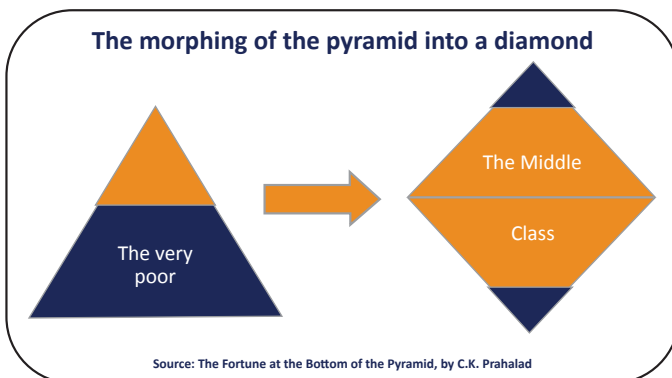 The morphing of the pyramid into a diamond
The very
poor
The Middle
Class
Source: The Fortune at the Bottom of the Pyramid, by C.K. Prahalad